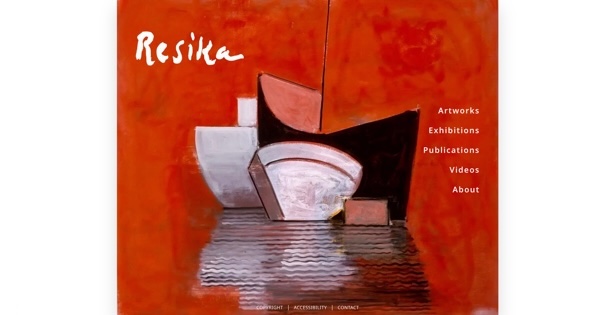 Resika
Artworks
Exhibitions
Publications
Videos
About
COPYRIGHT | ACCESSIBILITY | CONTACT